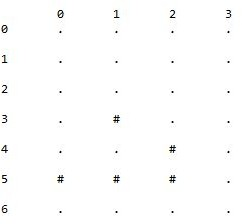 0 1 2 3
0 . . . .
1 . . . .
2 . . . .
3 . # . .
4 . . # .
5 # # # .
6 . . . .